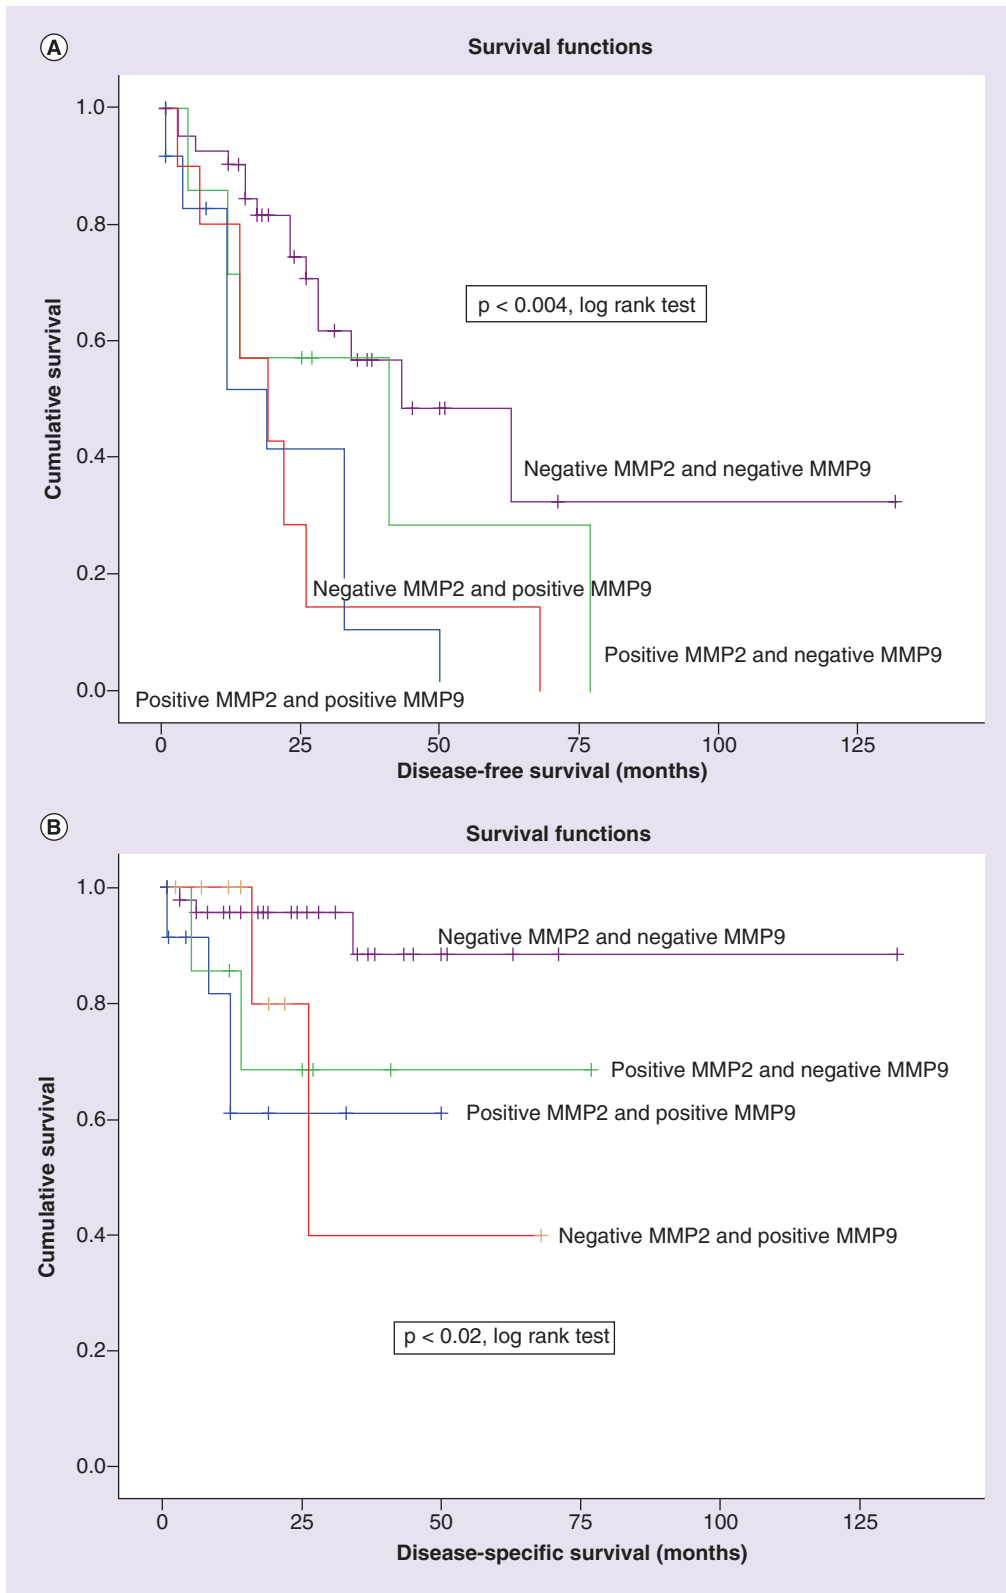 A
Survival functions
1.0
0.8
0.6
0.4
0.2
0.0
Cumulative survival
p < 0.004, log rank test
Negative MMP2 and negative MMP9
Negative MMP2 and positive MMP9
Positive MMP2 and negative MMP9
Positive MMP2 and positive MMP9
0 25 50 75 100 125
Disease-free survival (months)
B
Survival functions
1.0
0.8
0.6
0.4
0.2
0.0
Cumulative survival
Negative MMP2 and negative MMP9
Positive MMP2 and negative MMP9
Positive MMP2 and positive MMP9
Negative MMP2 and positive MMP9
p < 0.02, log rank test
0 25 50 75 100 125
Disease-specific survival (months)